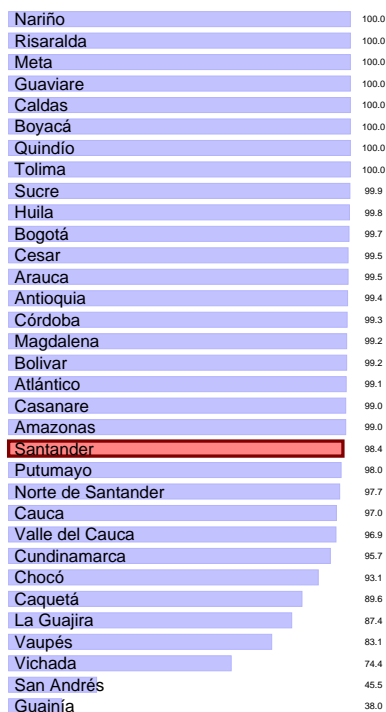 Nariño 100.0
Risaralda 100.0
Meta 100.0
Guaviare 100.0
Caldas 100.0
Boyacá 100.0
Quindío 100.0
Tolima 100.0
Sucre 99.9
Huila 99.8
Bogotá 99.7
Cesar 99.5
Arauca 99.5
Antioquia 99.4
Córdoba 99.3
Magdalena 99.2
Bolivar 99.2
Atlántico 99.1
Casanare 99.0
Amazonas 99.0
Santander 98.4
Putumayo 98.0
Norte de Santander 97.7
Cauca 97.0
Valle del Cauca 96.9
Cundinamarca 95.7
Chocó 93.1
Caquetá 89.6
La Guajira 87.4
Vaupés 83.1
Vichada 74.4
San Andrés 45.5
Guainía 38.0